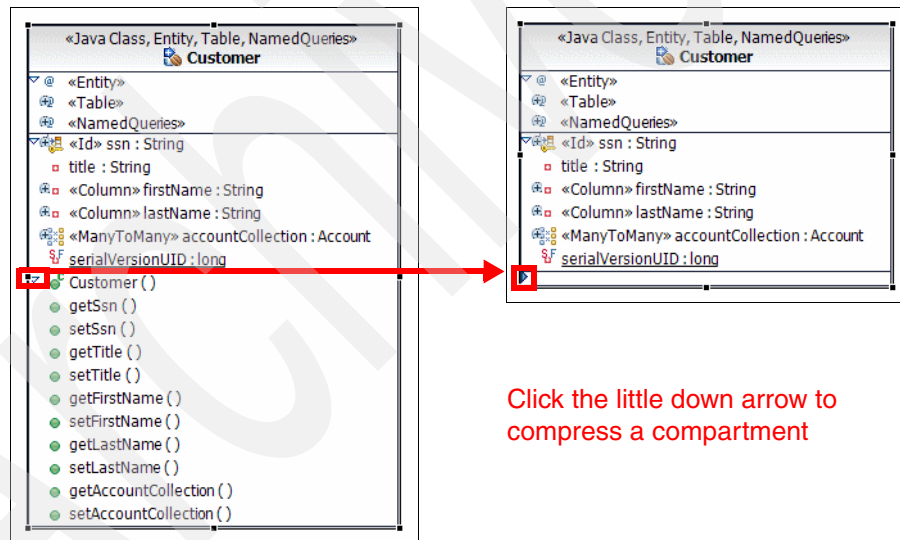 «Java Class, Entity, Table, NamedQueries»
Customer
@ «Entity»
«Table»
«NamedQueries»
«Id» ssn : String
title : String
«Column» firstName : String
«Column» lastName : String
«ManyToMany» accountCollection : Account
serialVersionUID : long
Customer ( )
getSsn ( )
setSsn ( )
getTitle ( )
setTitle ( )
getFirstName ( )
setFirstName ( )
getLastName ( )
setLastName ( )
getAccountCollection ( )
setAccountCollection ( )
«Java Class, Entity, Table, NamedQueries»
Customer
@ «Entity»
«Table»
«NamedQueries»
«Id» ssn : String
title : String
«Column» firstName : String
«Column» lastName : String
«ManyToMany» accountCollection : Account
serialVersionUID : long
Click the little down arrow to
compress a compartment